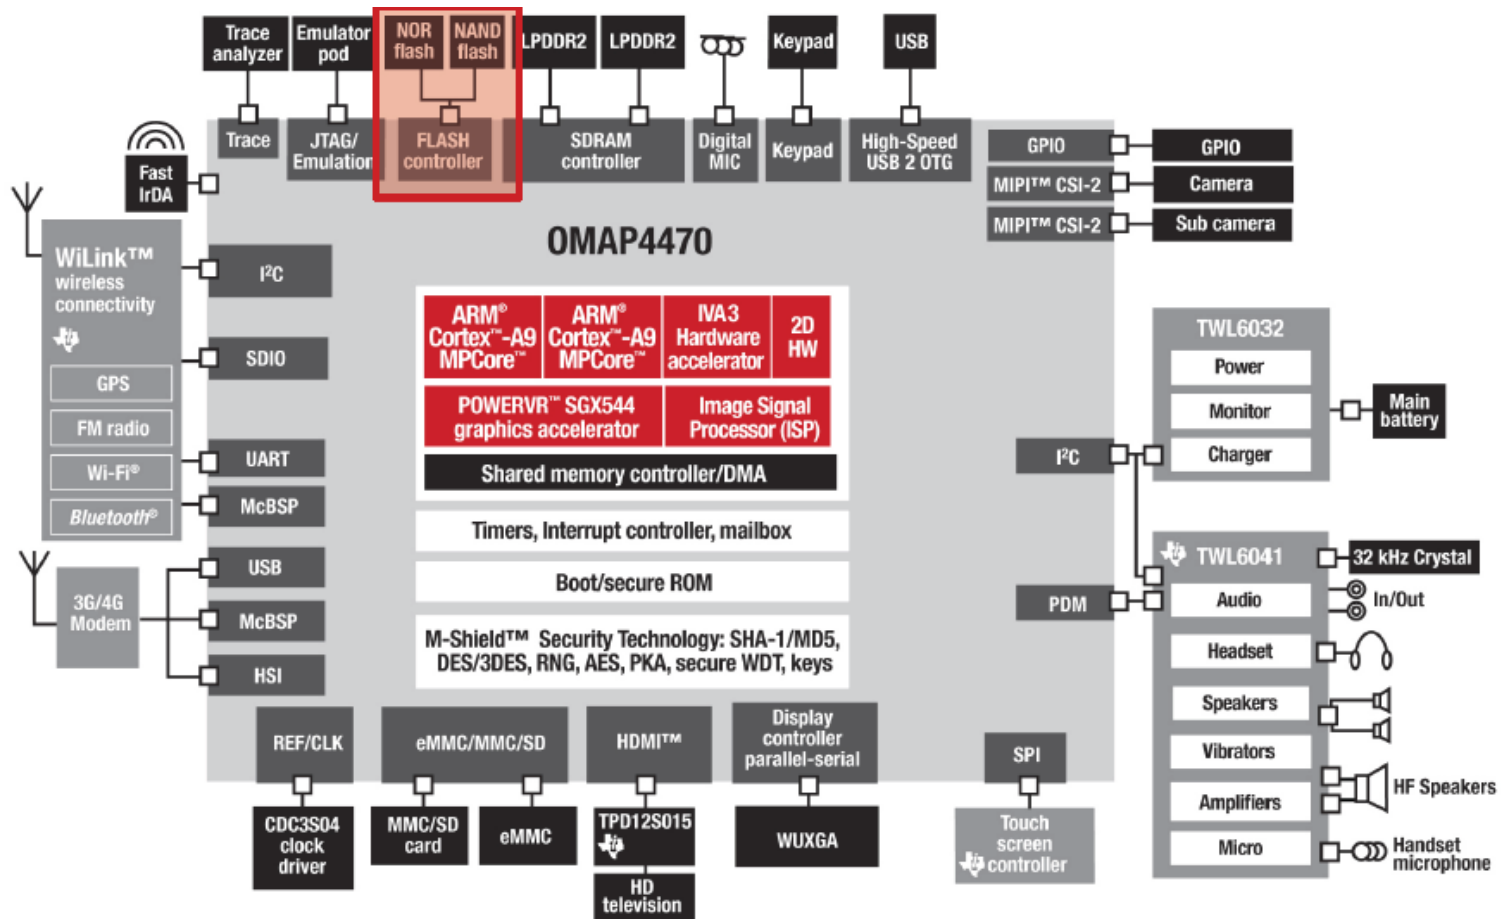 Trace
analyzer
Emulator
pod
NOR
flash
NAND
flash
LPDDR2
LPDDR2
Keypad
USB
Trace
JTAG/
Emulation
FLASH
controller
SDRAM
controller
Digital
MIC
Keypad
High-Speed
USB 2 OTG
GPIO
GPIO
MIPI™ CSI-2
Camera
MIPI™ CSI-2
Sub camera
Fast
IrDA
OMAP4470
WiLink™
wireless
connectivity
GPS
FM radio
Wi-Fi®
Bluetooth®
I²C
SDIO
UART
McBSP
3G/4G
Modem
USB
McBSP
HSI
ARM®
Cortex™-A9
MPCore™
ARM®
Cortex™-A9
MPCore™
IVA3
Hardware
accelerator
2D
HW
POWERVR™ SGX544
graphics accelerator
Image Signal
Processor (ISP)
Shared memory controller/DMA
Timers, Interrupt controller, mailbox
Boot/secure ROM
M-Shield™ Security Technology: SHA-1/MD5,
DES/3DES, RNG, AES, PKA, secure WDT, keys
I²C
PDM
TWL6032
Power
Monitor
Charger
Main
battery
TWL6041
32 kHz Crystal
Audio
In/Out
Headset
Speakers
Vibrators
Amplifiers
HF Speakers
Micro
Handset
microphone
REF/CLK
eMMC/MMC/SD
HDMI™
Display
controller
parallel-serial
SPI
CDC3S04
clock
driver
MMC/SD
card
eMMC
TPD12S015
HD
television
WUXGA
Touch
screen
controller